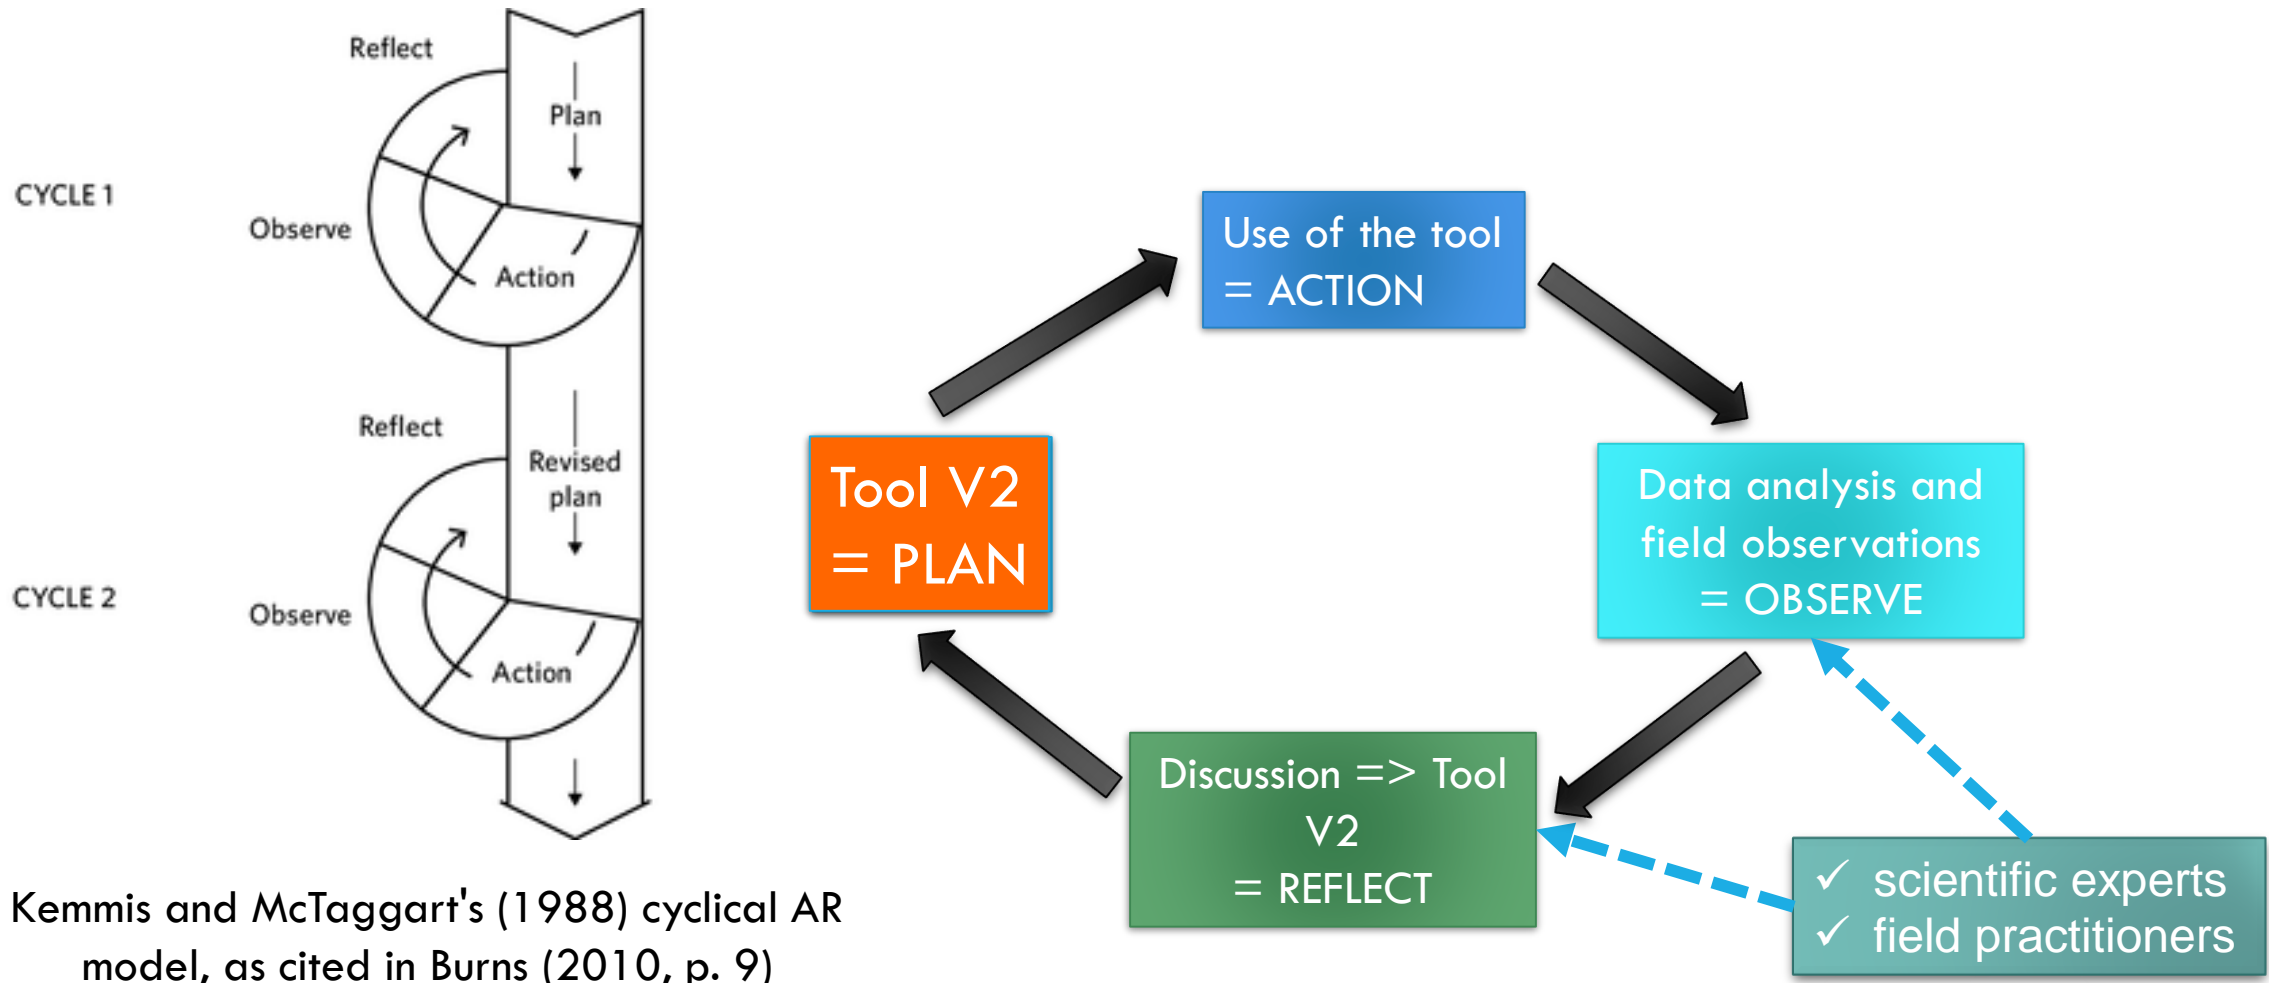 Reflect
Plan
CYCLE 1
Observe
Action
Reflect
Revised
plan
CYCLE 2
Observe
Action
Kemmis and McTaggart's (1988) cyclical AR
model, as cited in Burns (2010, p. 9)
Use of the tool
= ACTION
Tool V2
= PLAN
Data analysis and
field observations
= OBSERVE
Discussion => Tool
V2
= REFLECT
✓ scientific experts
✓ field practitioners